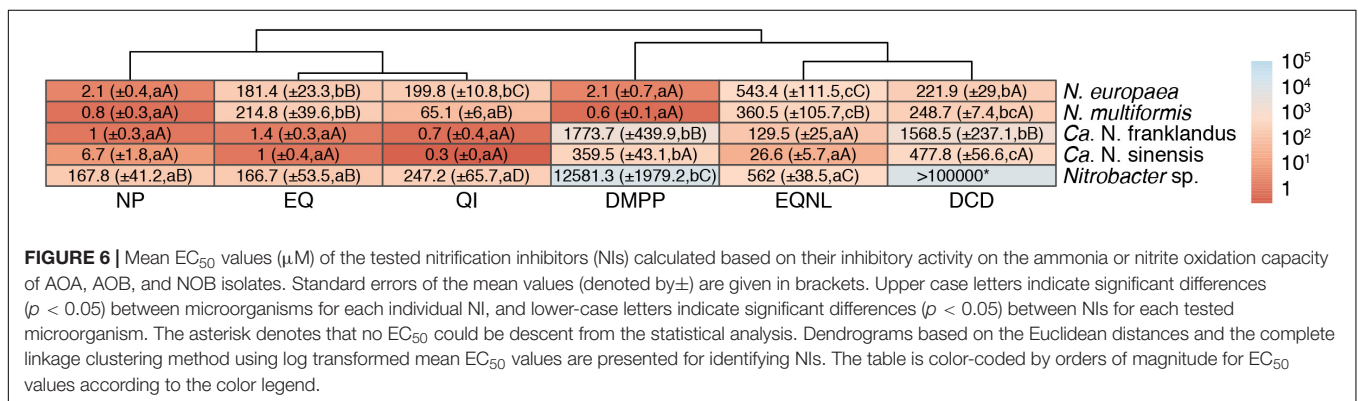 2.1 (±0.4,aA) 181.4 (±23.3,bB) 199.8 (±10.8,bC) 2.1 (±0.7,aA) 543.4 (±111.5,cC) 221.9 (±29,bA) N. europaea
0.8 (±0.3,aA) 214.8 (±39.6,bB) 65.1 (±6,aB) 0.6 (±0.1,aA) 360.5 (±105.7,cB) 248.7 (±7.4,bcA) N. multiformis
1 (±0.3,aA) 1.4 (±0.3,aA) 0.7 (±0.4,aA) 1773.7 (±439.9,bB) 129.5 (±25,aA) 1568.5 (±237.1,bB) Ca. N. franklandus
6.7 (±1.8,aA) 1 (±0.4,aA) 0.3 (±0,aA) 359.5 (±43.1,bA) 26.6 (±5.7,aA) 477.8 (±56.6,cA) Ca. N. sinensis
167.8 (±41.2,aB) 166.7 (±53.5,aB) 247.2 (±65.7,aD) 12581.3 (±1979.2,bC) 562 (±38.5,aC) >100000* Nitrobacter sp.
NP EQ QI DMPP EQNL DCD
10⁵
10⁴
10³
10²
10¹
1
FIGURE 6 | Mean EC₅₀ values (μM) of the tested nitrification inhibitors (NIs) calculated based on their inhibitory activity on the ammonia or nitrite oxidation capacity
of AOA, AOB, and NOB isolates. Standard errors of the mean values (denoted by±) are given in brackets. Upper case letters indicate significant differences
(p < 0.05) between microorganisms for each individual NI, and lower-case letters indicate significant differences (p < 0.05) between NIs for each tested
microorganism. The asterisk denotes that no EC₅₀ could be descent from the statistical analysis. Dendrograms based on the Euclidean distances and the complete
linkage clustering method using log transformed mean EC₅₀ values are presented for identifying NIs. The table is color-coded by orders of magnitude for EC₅₀
values according to the color legend.